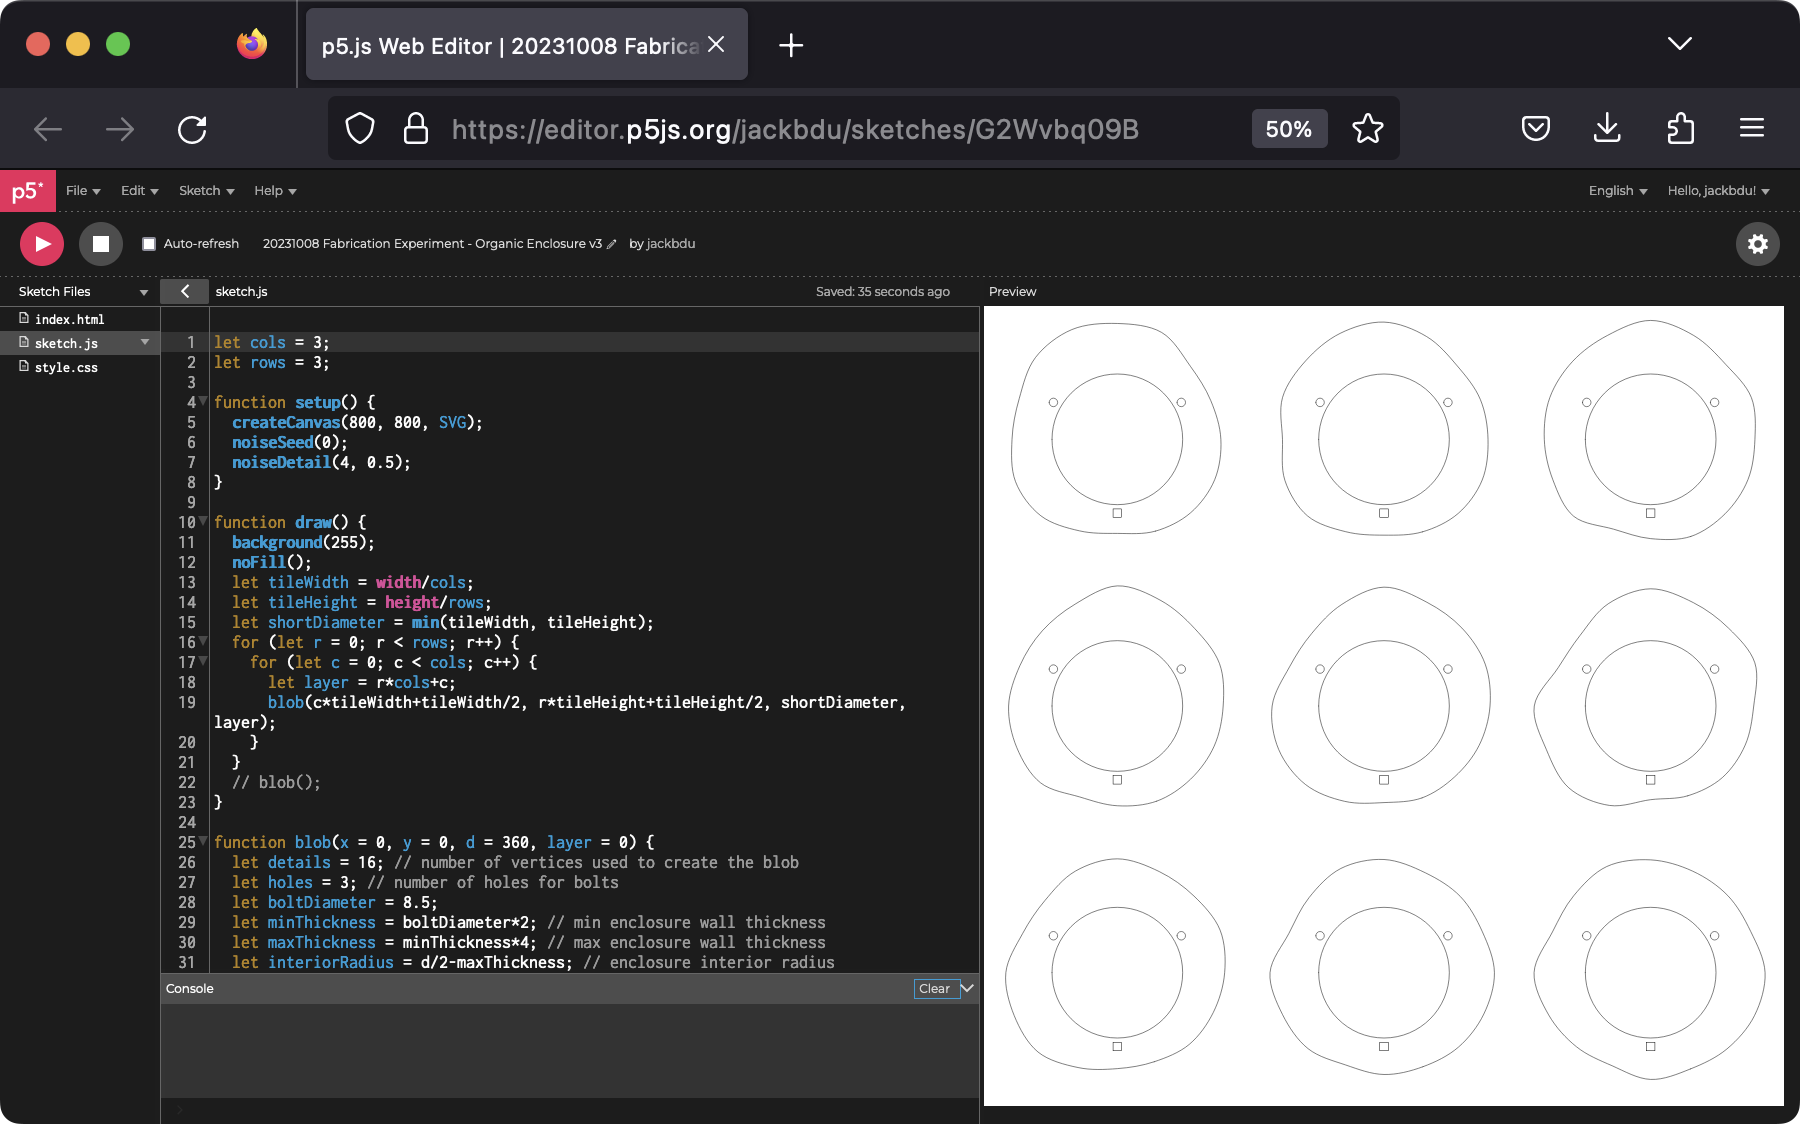 p5.js Web Editor | 20231008 Fabrica
https://editor.p5js.org/jackbdu/sketches/G2Wvbq09B
50%
p5*
File
Edit
Sketch
Help
English
Hello, jackbdu!
Auto-refresh
20231008 Fabrication Experiment - Organic Enclosure v3
by jackbdu
Sketch Files
sketch.js
Saved: 35 seconds ago
Preview
index.html
sketch.js
style.css
1 let cols = 3;
2 let rows = 3;
3
4 function setup() {
5 createCanvas(800, 800, SVG);
6 noiseSeed(0);
7 noiseDetail(4, 0.5);
8 }
9
10 function draw() {
11 background(255);
12 noFill();
13 let tileWidth = width/cols;
14 let tileHeight = height/rows;
15 let shortDiameter = min(tileWidth, tileHeight);
16 for (let r = 0; r < rows; r++) {
17 for (let c = 0; c < cols; c++) {
18 let layer = r*cols+c;
19 blob(c*tileWidth+tileWidth/2, r*tileHeight+tileHeight/2, shortDiameter,
layer);
20 }
21 }
22 // blob();
23 }
24
25 function blob(x = 0, y = 0, d = 360, layer = 0) {
26 let details = 16; // number of vertices used to create the blob
27 let holes = 3; // number of holes for bolts
28 let boltDiameter = 8.5;
29 let minThickness = boltDiameter*2; // min enclosure wall thickness
30 let maxThickness = minThickness*4; // max enclosure wall thickness
31 let interiorRadius = d/2-maxThickness; // enclosure interior radius
Console
Clear